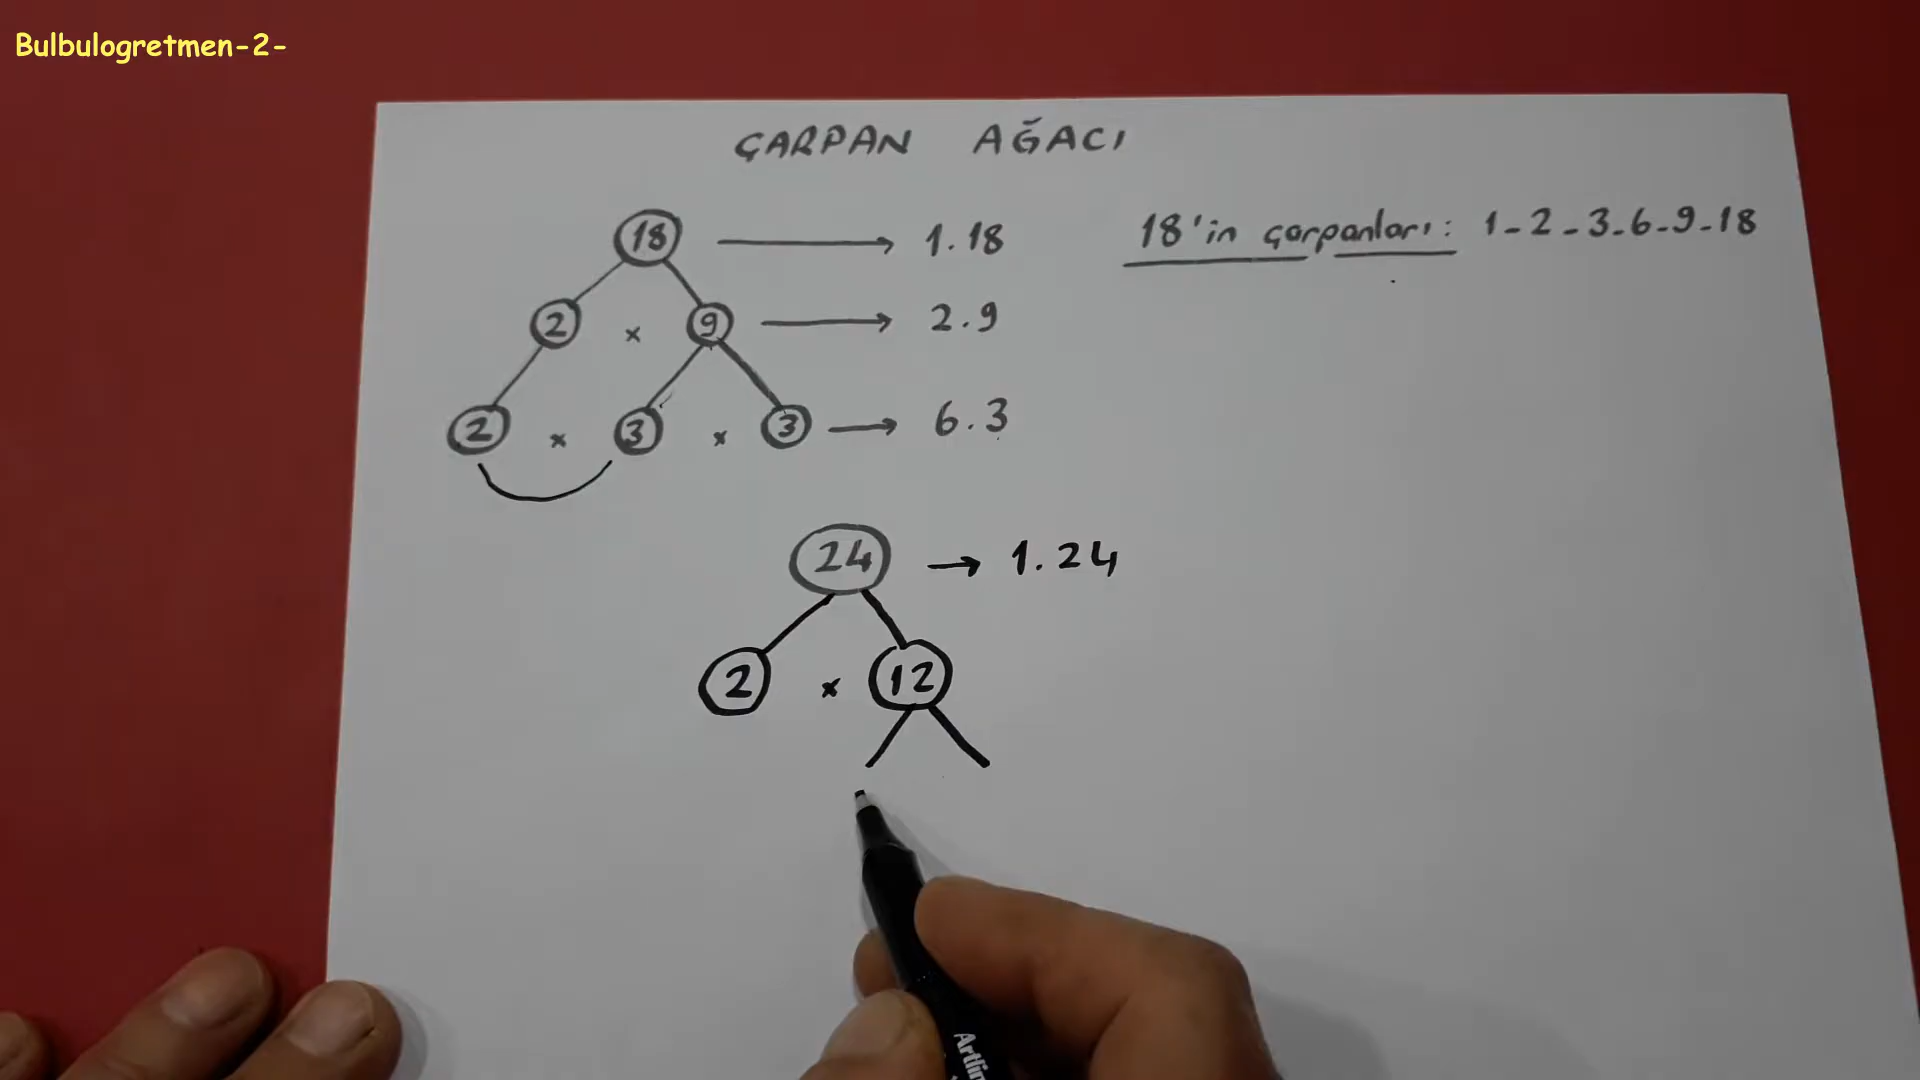 Bulbulogretmen-2-
ÇARPAN AĞACI
18 → 1.18
18'in çarpanları: 1-2-3-6-9-18
2 x 9 → 2.9
2 x 3 x 3 → 6.3
24 → 1.24
2 x 12